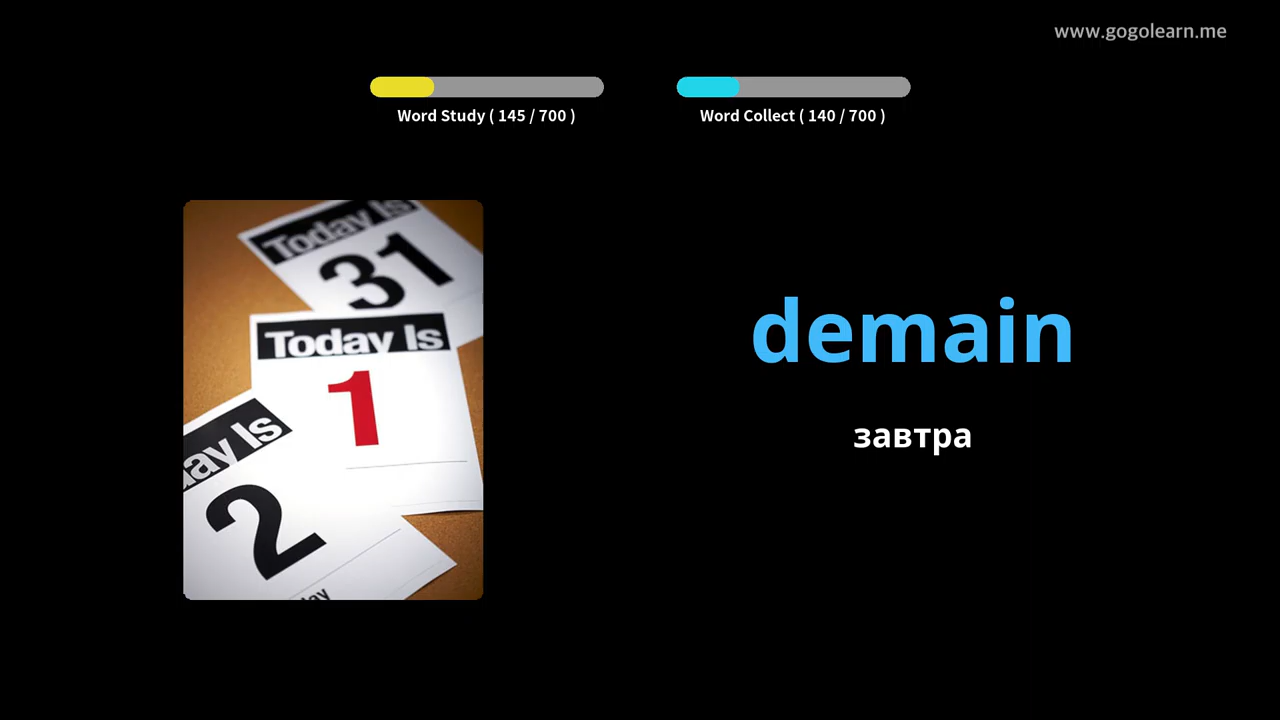 www.gogolearn.me
Word Study ( 145 / 700 )
Word Collect ( 140 / 700 )
Today Is
31
Today Is
1
ay Is
2
demain
завтра